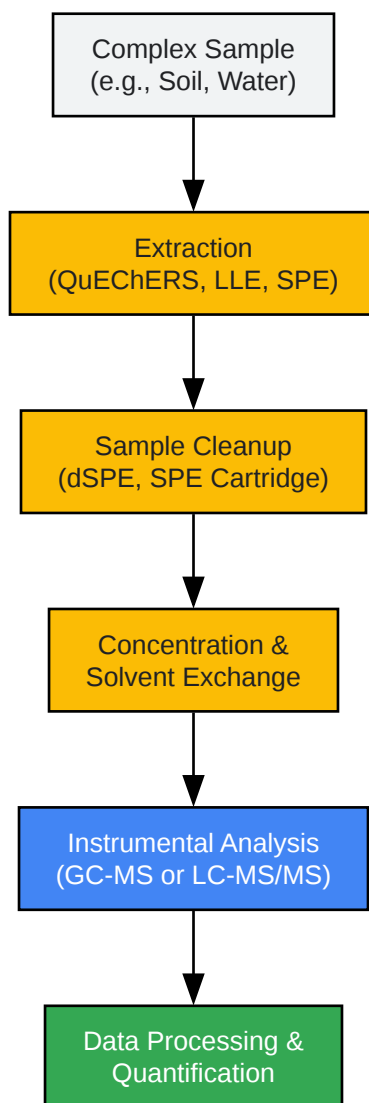 Complex Sample
(e.g., Soil, Water)
Extraction
(QuEChERS, LLE, SPE)
Sample Cleanup
(dSPE, SPE Cartridge)
Concentration &
Solvent Exchange
Instrumental Analysis
(GC-MS or LC-MS/MS)
Data Processing &
Quantification